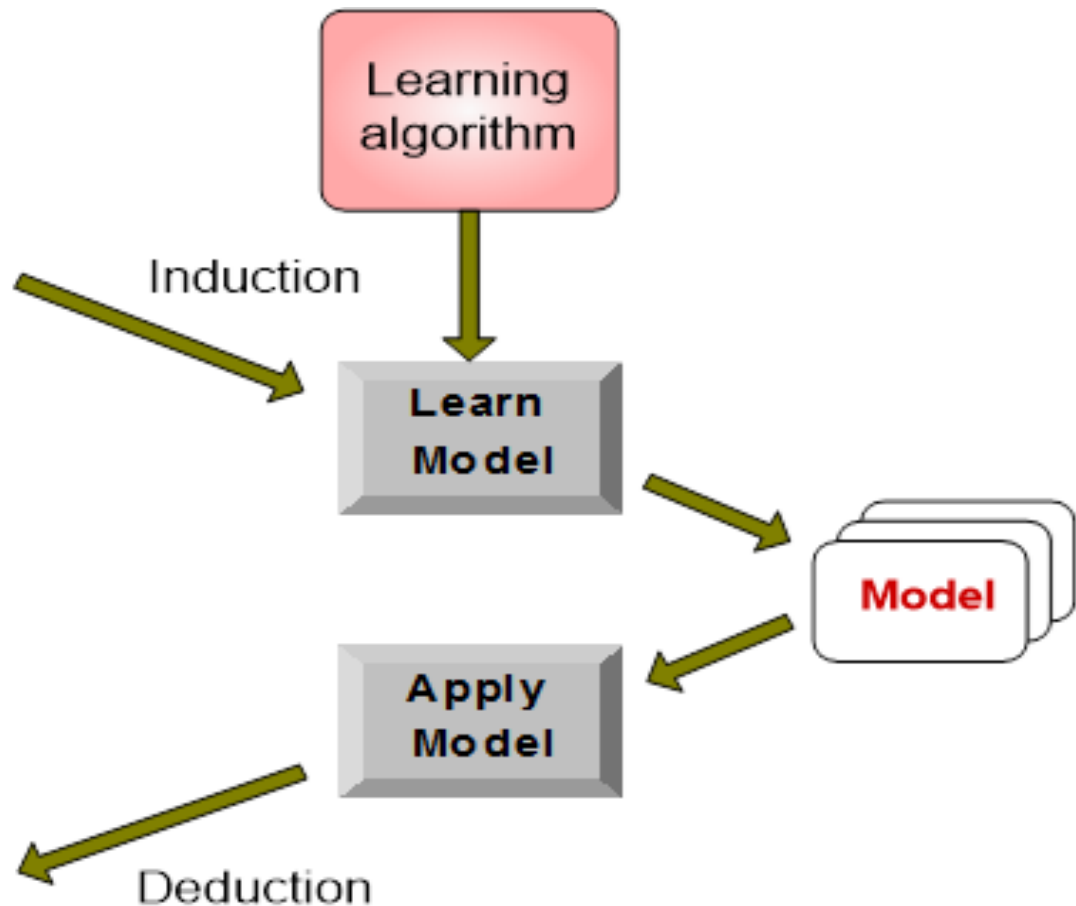 Learning
algorithm
Induction
Learn
Model
Model
Apply
Model
Deduction